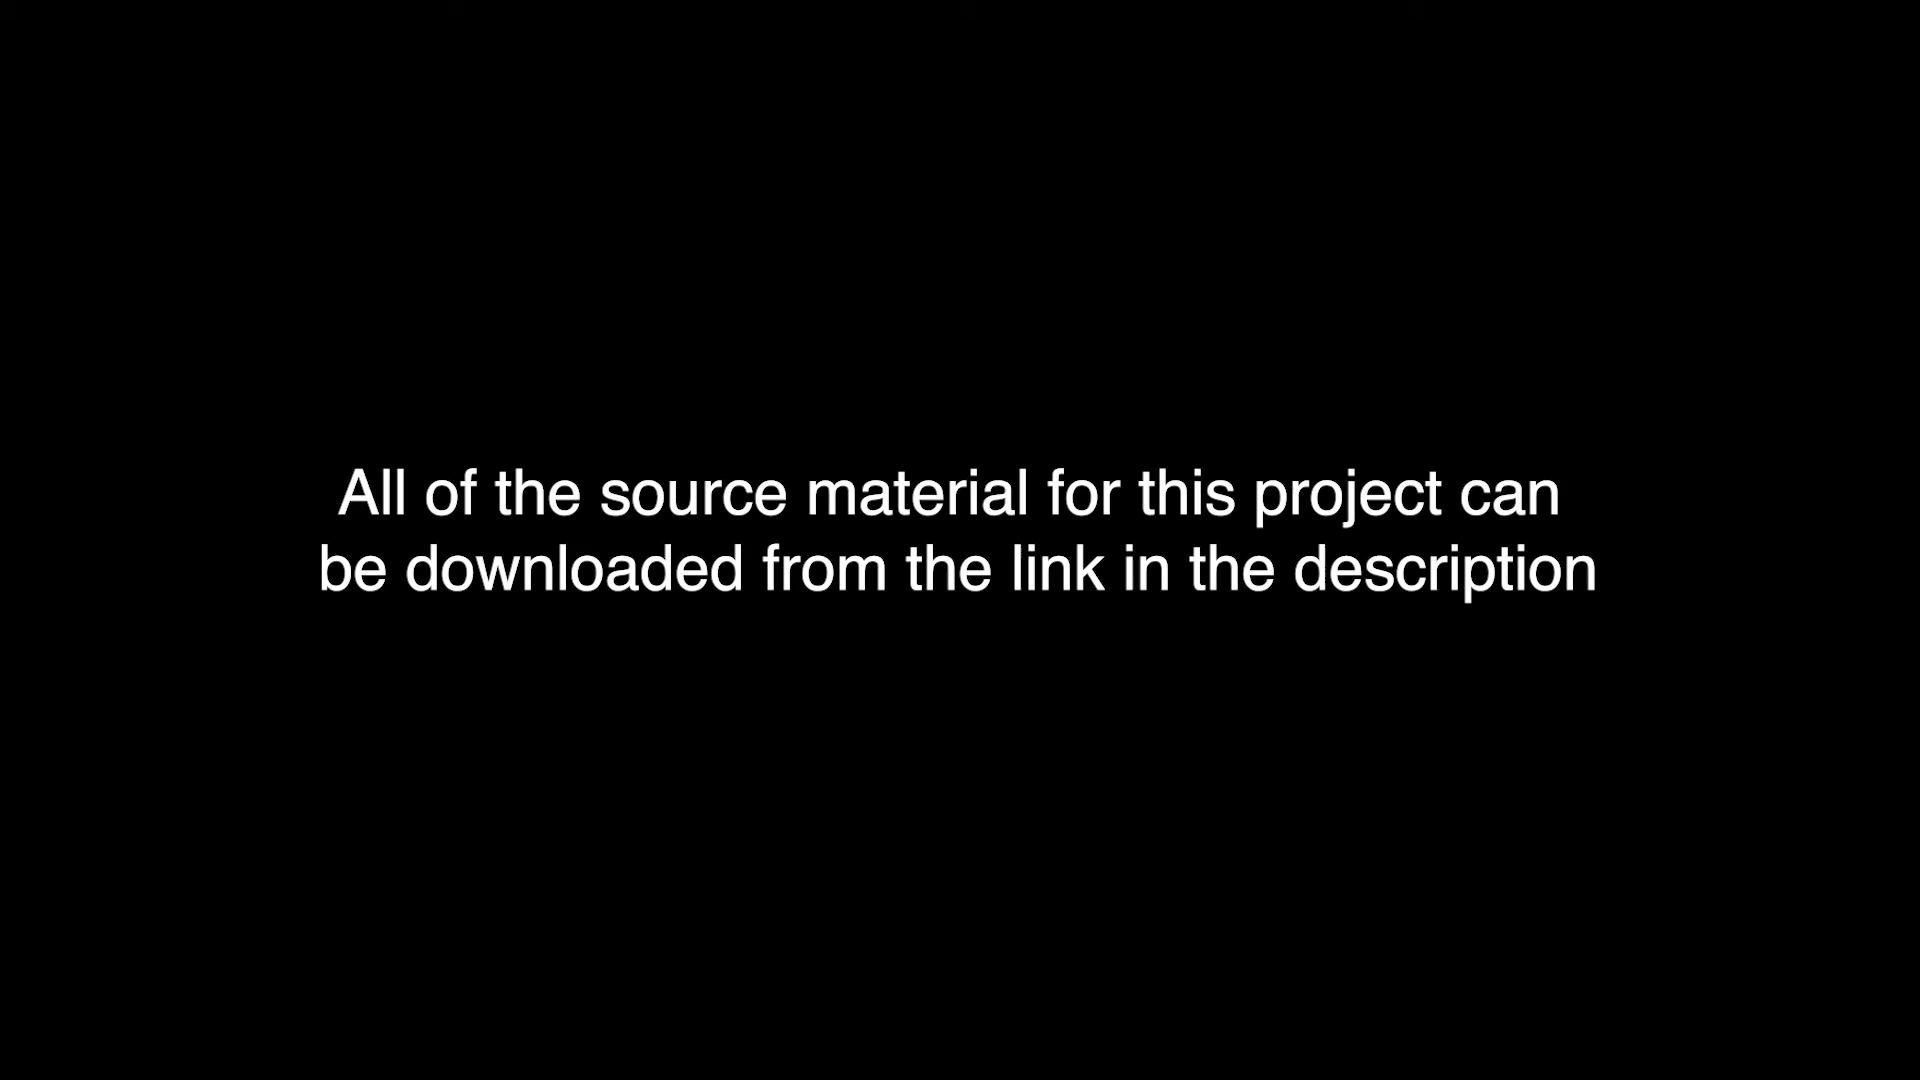 All of the source material for this project can
be downloaded from the link in the description